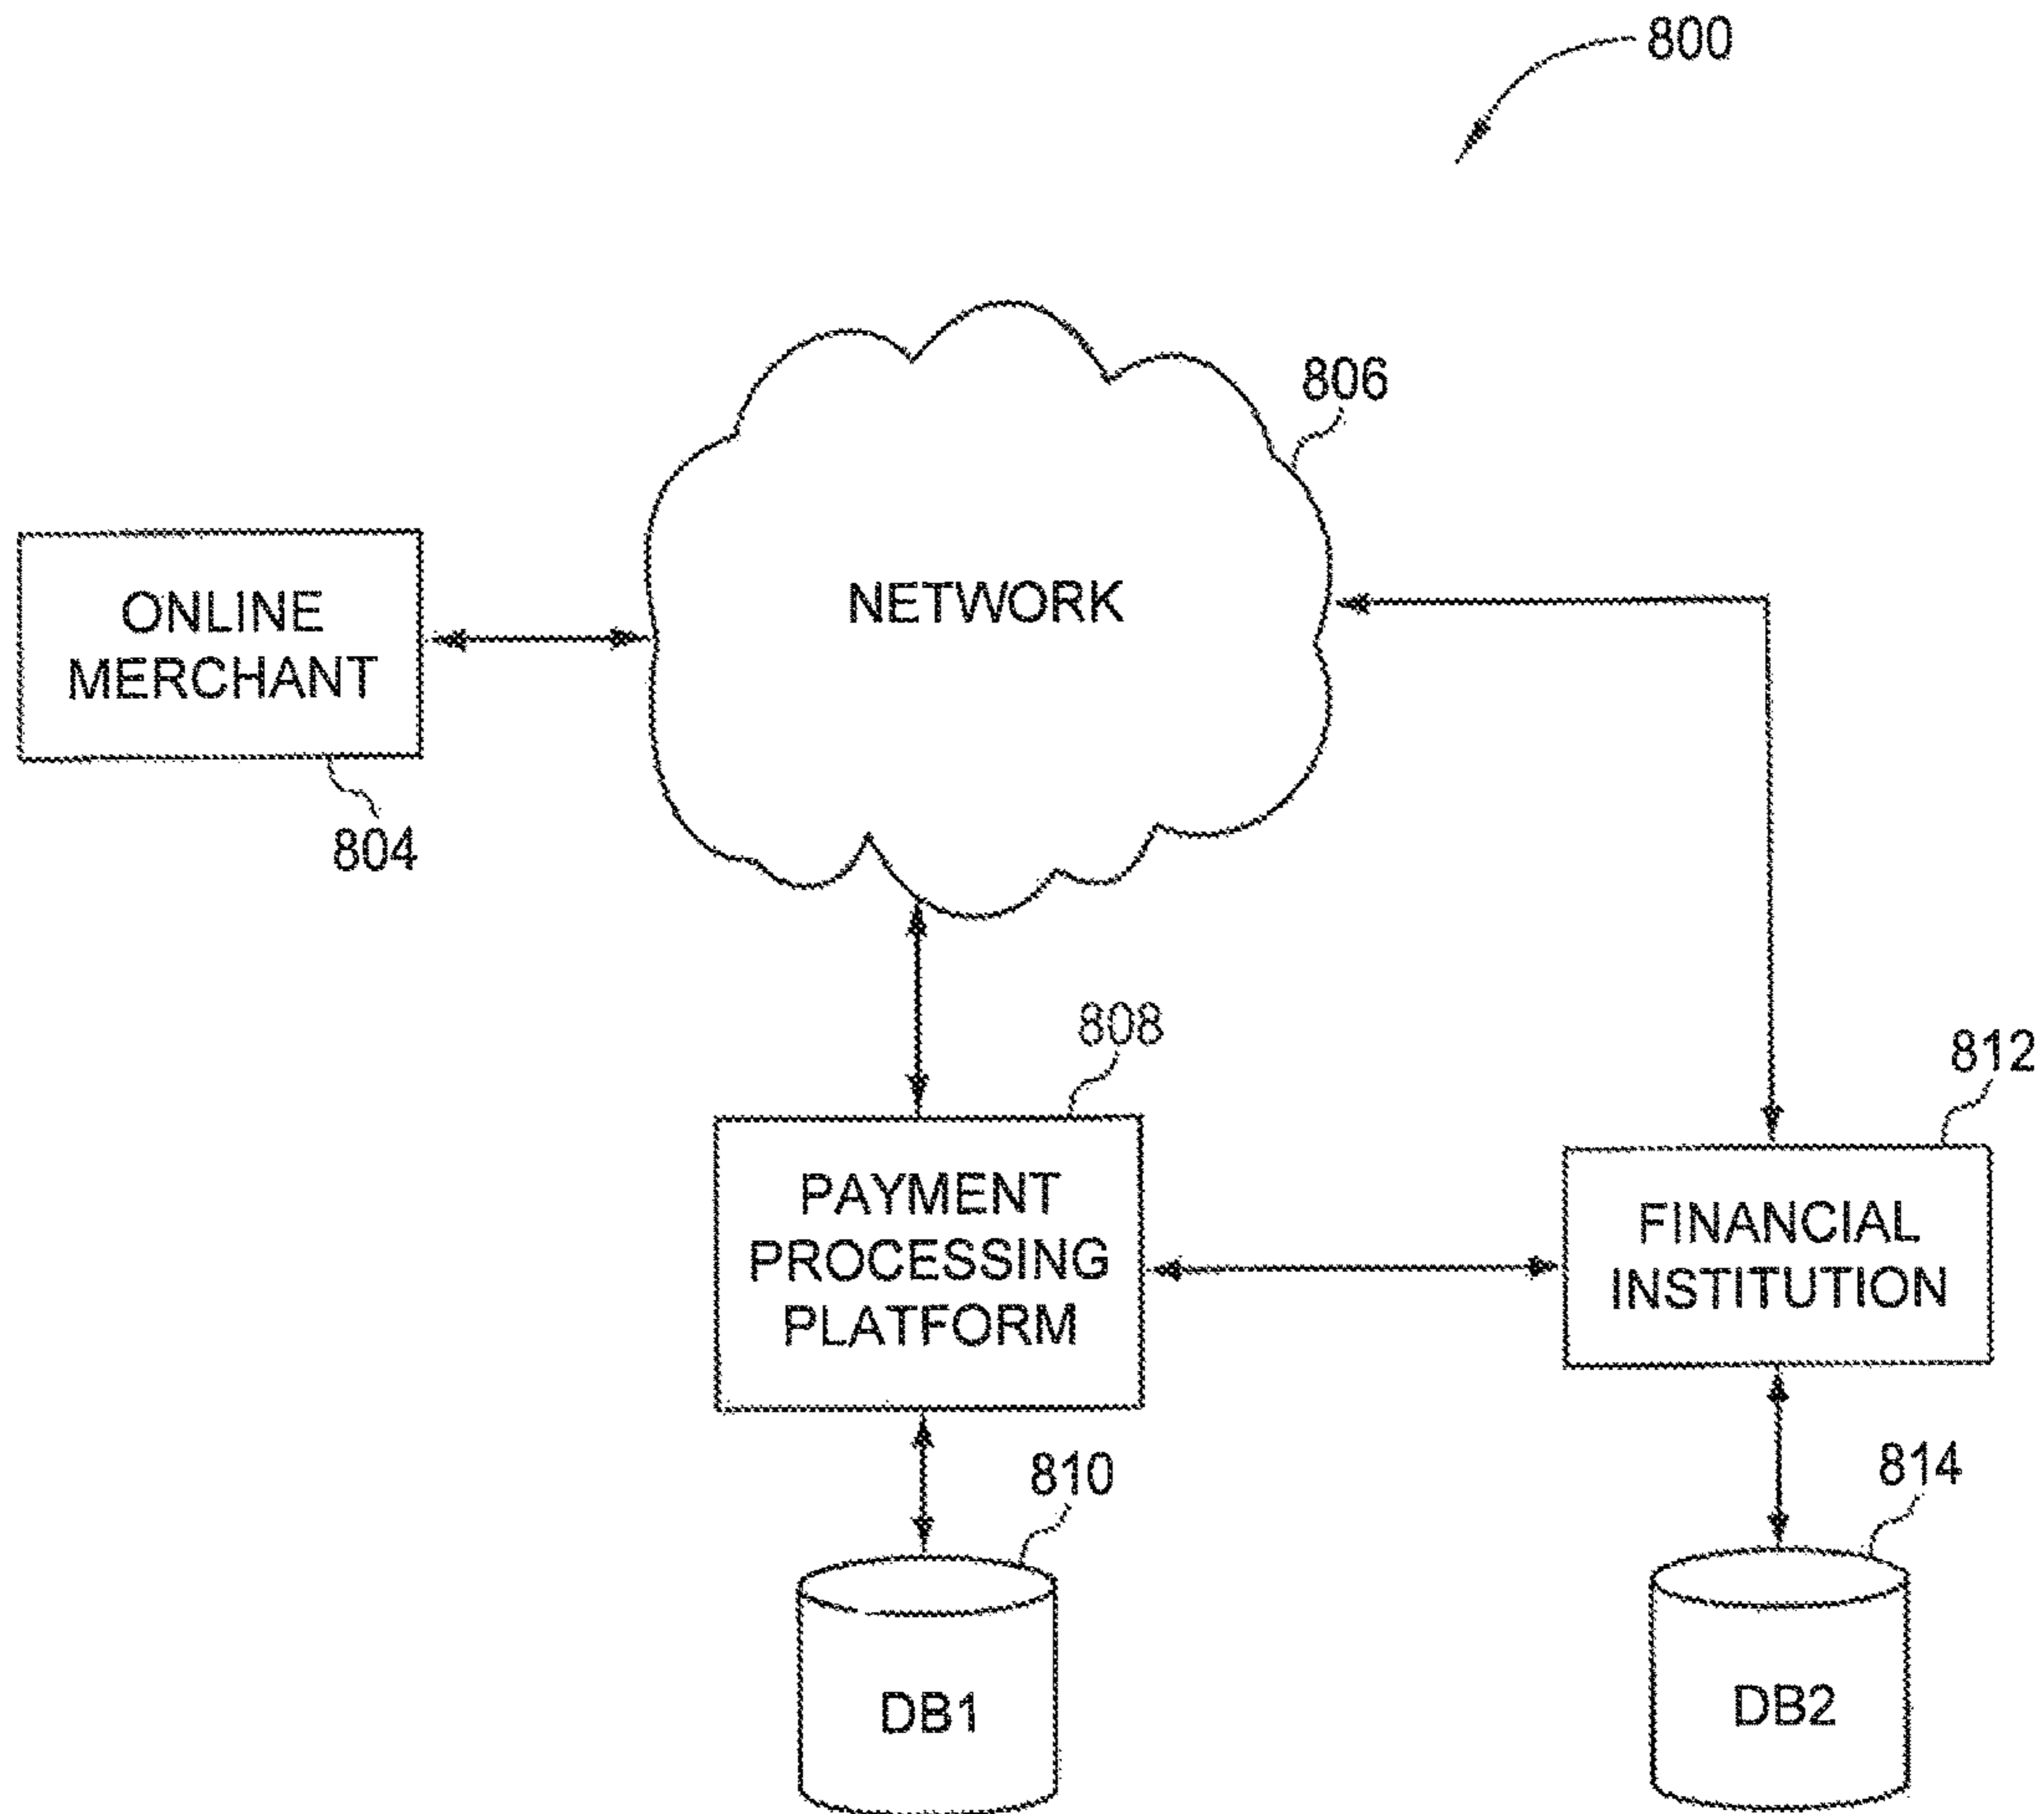 800
806
NETWORK
ONLINE
MERCHANT
804
808
812
PAYMENT
PROCESSING
PLATFORM
FINANCIAL
INSTITUTION
810
814
DB1
DB2